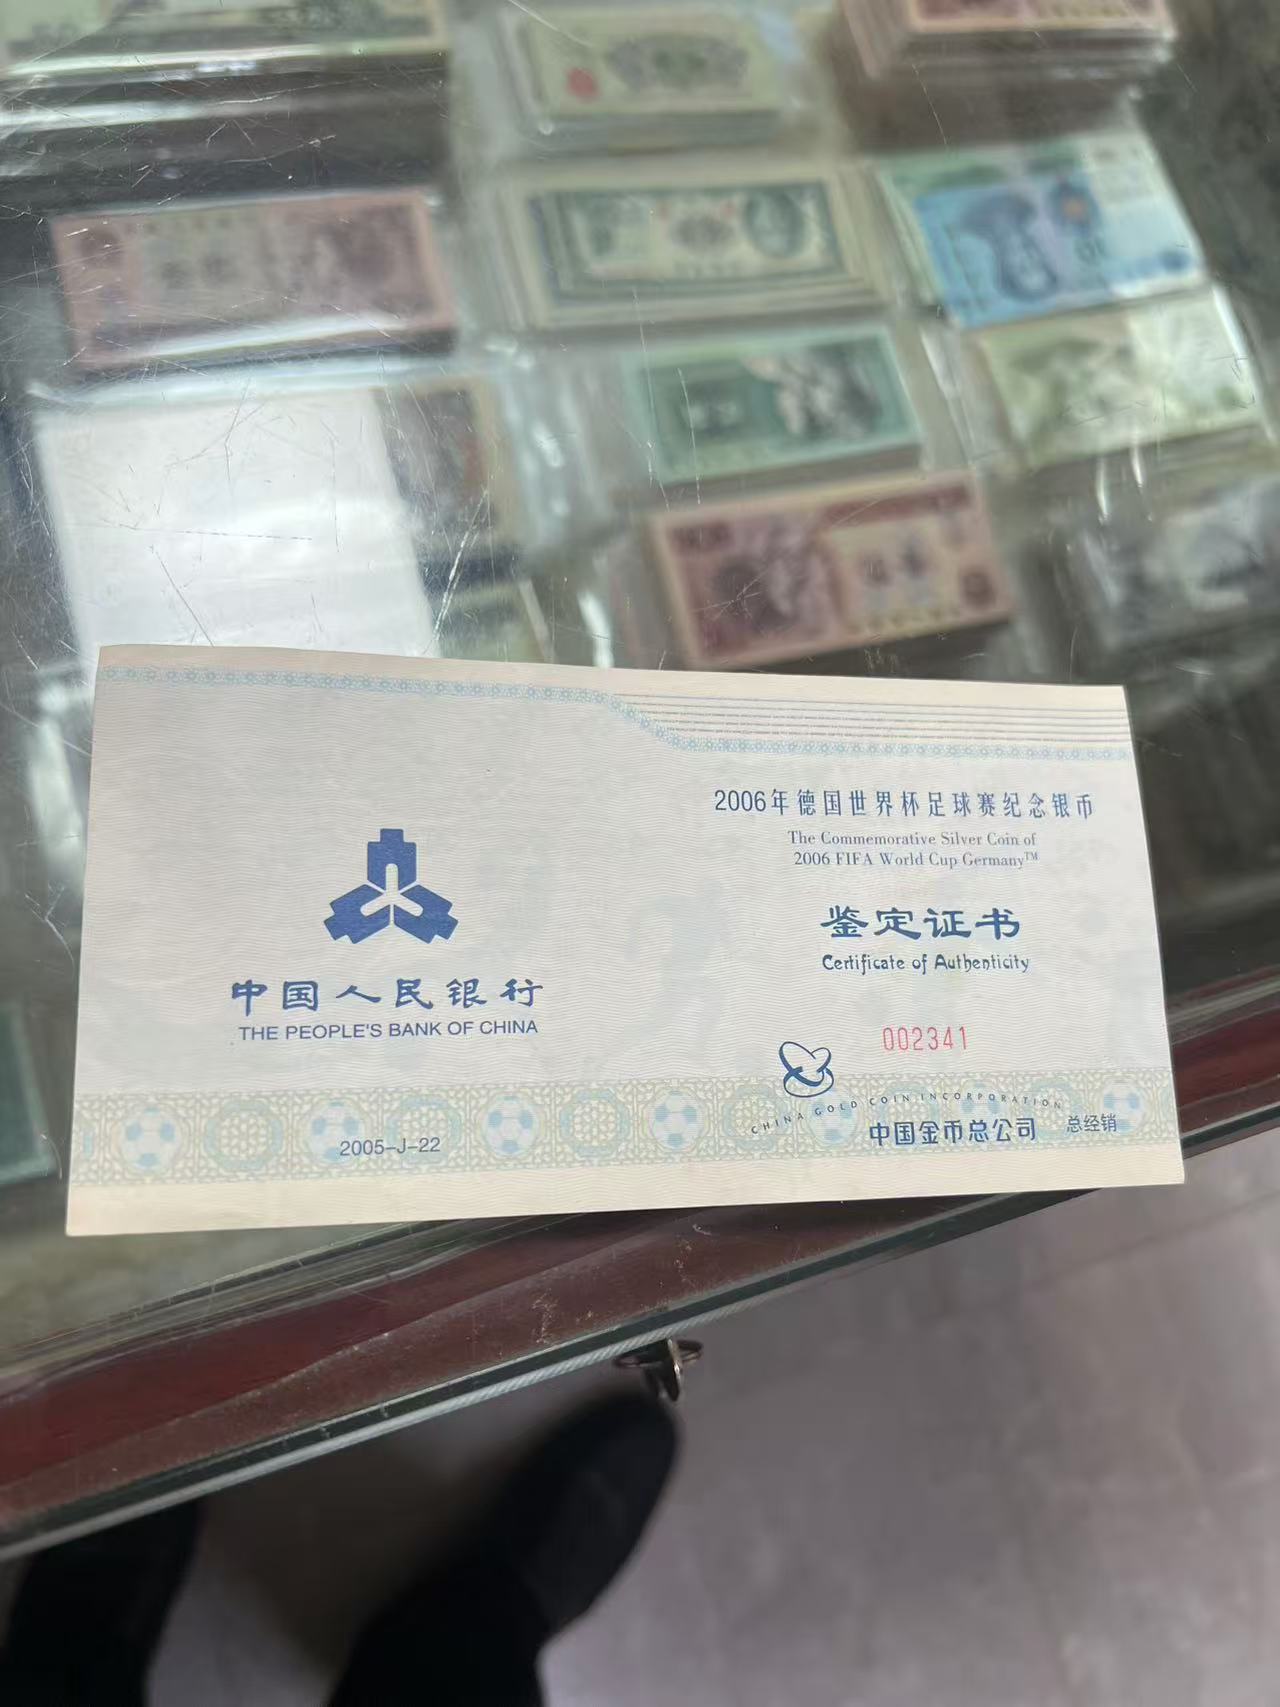 2006年德国世界杯足球赛纪念银币
The Commemorative Silver Coin of
2006 FIFA World Cup Germany™
鉴定证书
Certificate of Authenticity
002341
CHINA GOLD COIN INCORPORATION
中国金币总公司 总经销
中国人民银行
THE PEOPLE'S BANK OF CHINA
2005-J-22